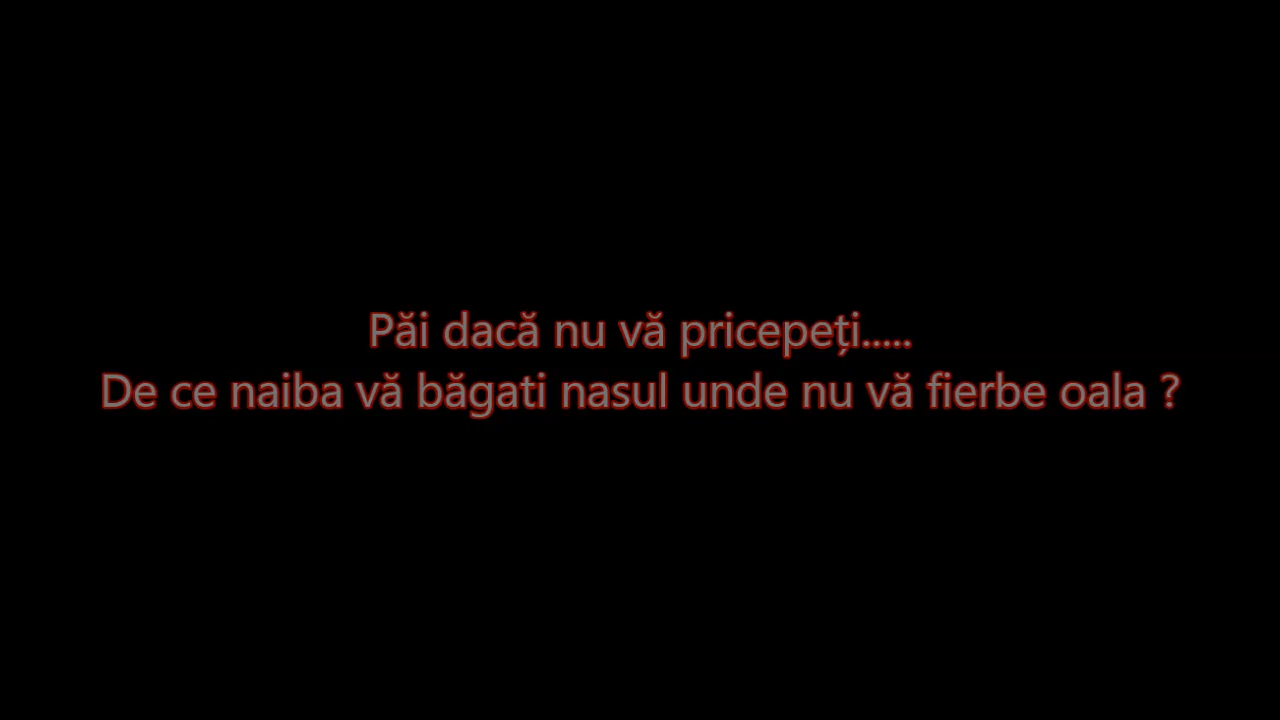 Păi dacă nu vă pricepeți.....
De ce naiba vă băgati nasul unde nu vă fierbe oala ?